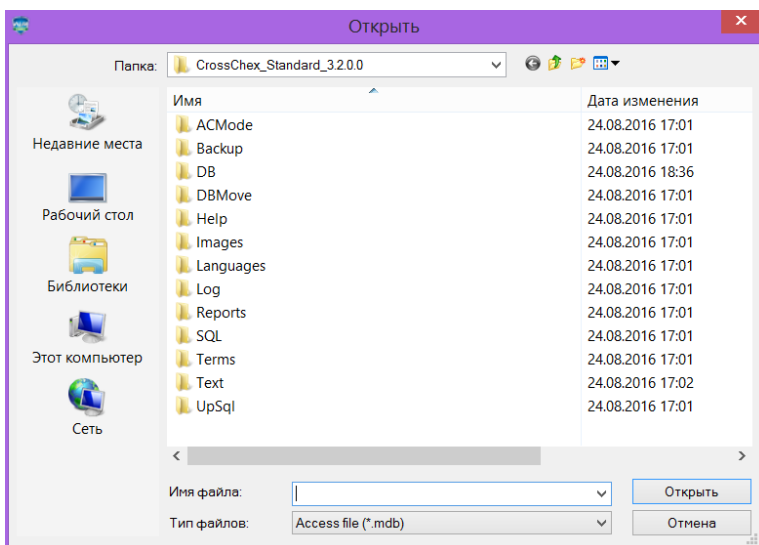 Открыть
Папка: CrossChex_Standard_3.2.0.0
Имя Дата изменения
ACMode 24.08.2016 17:01
Backup 24.08.2016 17:01
DB 24.08.2016 18:36
DBMove 24.08.2016 17:01
Help 24.08.2016 17:01
Images 24.08.2016 17:01
Languages 24.08.2016 17:01
Log 24.08.2016 17:01
Reports 24.08.2016 17:01
SQL 24.08.2016 17:01
Terms 24.08.2016 17:01
Text 24.08.2016 17:02
UpSql 24.08.2016 17:01
Недавние места
Рабочий стол
Библиотеки
Этот компьютер
Сеть
Имя файла: Открыть
Тип файлов: Access file (*.mdb) Отмена